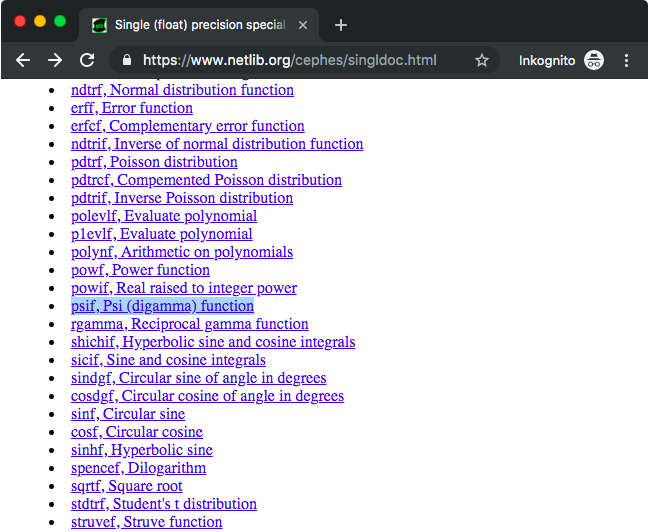 Single (float) precision special
https://www.netlib.org/cephes/singldoc.html
Inkognito
ndtrf, Normal distribution function
erff, Error function
erfcf, Complementary error function
ndtrif, Inverse of normal distribution function
pdtrf, Poisson distribution
pdtrcf, Compemented Poisson distribution
pdtrif, Inverse Poisson distribution
polevlf, Evaluate polynomial
p1evlf, Evaluate polynomial
polynf, Arithmetic on polynomials
powf, Power function
powif, Real raised to integer power
psif, Psi (digamma) function
rgamma, Reciprocal gamma function
shichif, Hyperbolic sine and cosine integrals
sicif, Sine and cosine integrals
sindgf, Circular sine of angle in degrees
cosdgf, Circular cosine of angle in degrees
sinf, Circular sine
cosf, Circular cosine
sinhf, Hyperbolic sine
spencef, Dilogarithm
sqrtf, Square root
stdtrf, Student's t distribution
struvef, Struve function